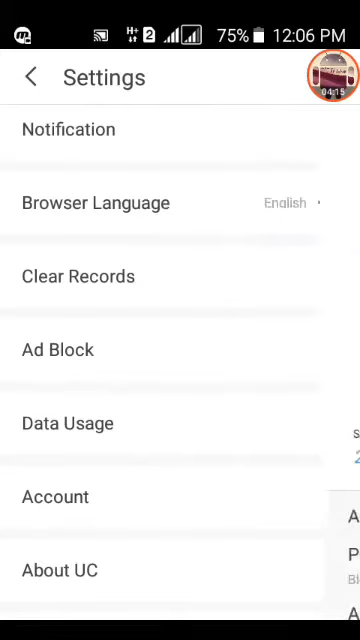 H+ 2 75% 12:06 PM
Settings
04:15
Notification
Browser Language English
Clear Records
Ad Block
Data Usage
Account
About UC